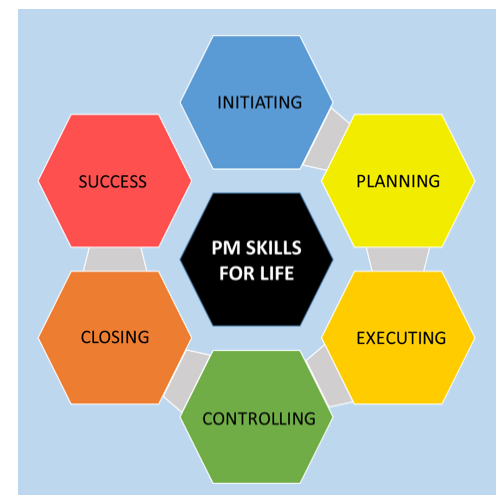 INITIATING
PLANNING
EXECUTING
CONTROLLING
CLOSING
SUCCESS
PM SKILLS
FOR LIFE